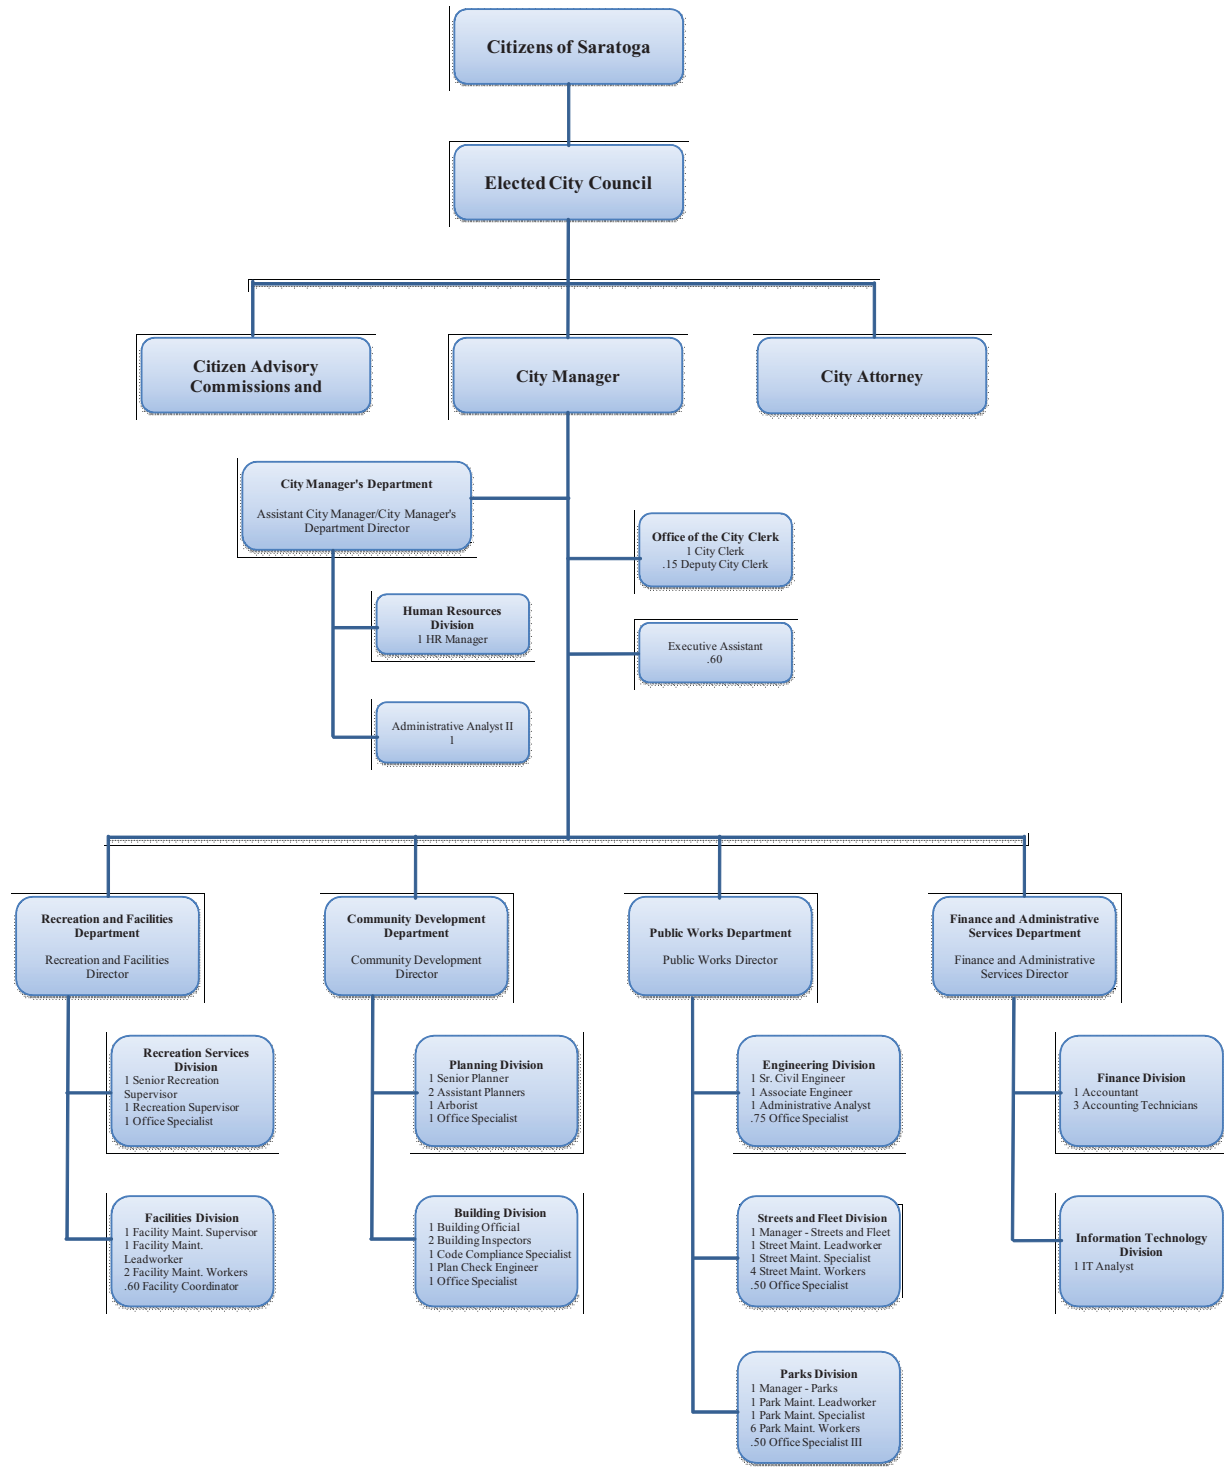 Citizens of Saratoga
Elected City Council
Citizen Advisory
Commissions and
City Manager
City Attorney
City Manager's Department
Assistant City Manager/City Manager's
Department Director
Office of the City Clerk
1 City Clerk
.15 Deputy City Clerk
Human Resources
Division
1 HR Manager
Executive Assistant
.60
Administrative Analyst II
1
Recreation and Facilities
Department
Recreation and Facilities
Director
Community Development
Department
Community Development
Director
Public Works Department
Public Works Director
Finance and Administrative
Services Department
Finance and Administrative
Services Director
Recreation Services
Division
1 Senior Recreation
Supervisor
1 Recreation Supervisor
1 Office Specialist
Planning Division
1 Senior Planner
2 Assistant Planners
1 Arborist
1 Office Specialist
Engineering Division
1 Sr. Civil Engineer
1 Associate Engineer
1 Administrative Analyst
.75 Office Specialist
Finance Division
1 Accountant
3 Accounting Technicians
Facilities Division
1 Facility Maint. Supervisor
1 Facility Maint.
Leadworker
2 Facility Maint. Workers
.60 Facility Coordinator
Building Division
1 Building Official
2 Building Inspectors
1 Code Compliance Specialist
1 Plan Check Engineer
1 Office Specialist
Streets and Fleet Division
1 Manager - Streets and Fleet
1 Street Maint. Leadworker
1 Street Maint. Specialist
4 Street Maint. Workers
.50 Office Specialist
Information Technology
Division
1 IT Analyst
Parks Division
1 Manager - Parks
1 Park Maint. Leadworker
1 Park Maint. Specialist
6 Park Maint. Workers
.50 Office Specialist III